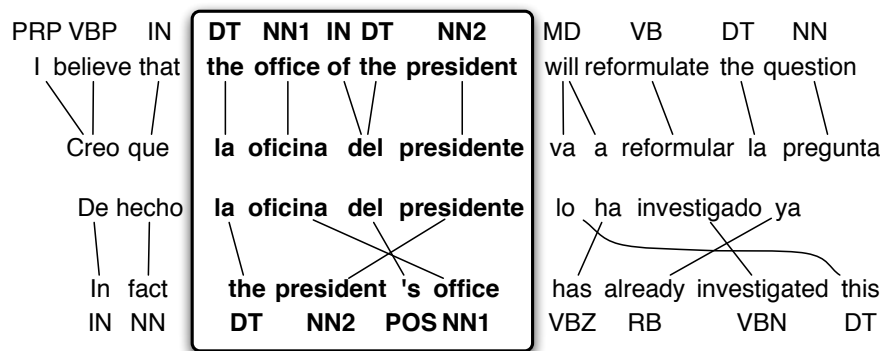 PRP VBP IN DT NN1 IN DT NN2 MD VB DT NN
I believe that the office of the president will reformulate the question
Creo que la oficina del presidente va a reformular la pregunta
De hecho la oficina del presidente lo ha investigado ya
In fact the president 's office has already investigated this
IN NN DT NN2 POS NN1 VBZ RB VBN DT